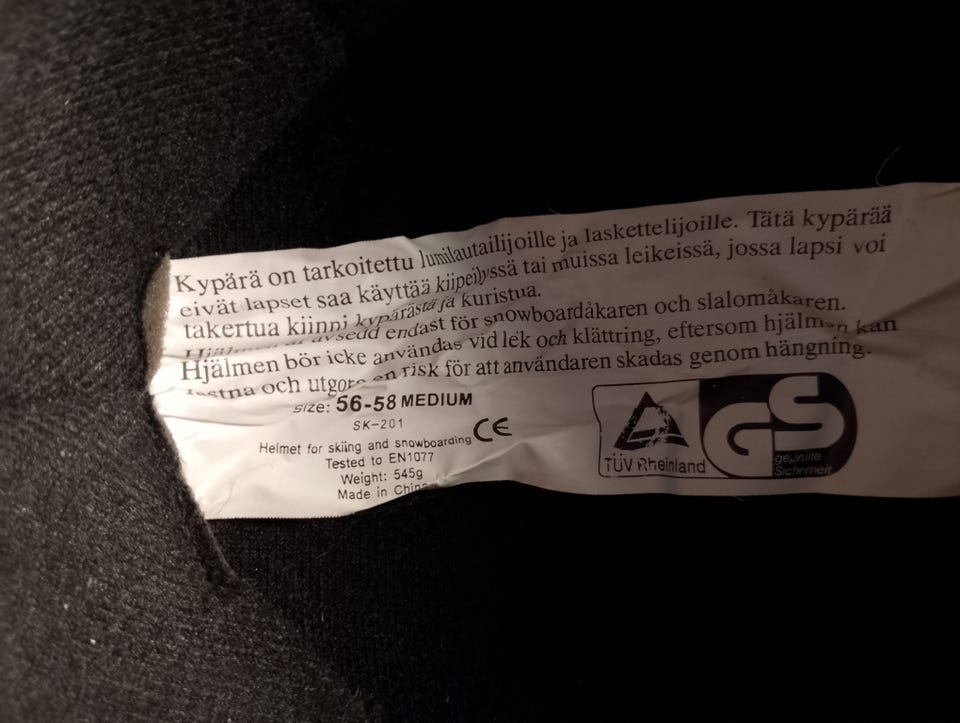 Kypärä on tarkoitettu lumilautailijoille ja laskettelijoille. Tätä kypärää
eivät lapset saa käyttää kiipeilyssä tai muissa leikeissä, jossa lapsi voi
takertua kiinni kypärästä ja kuristua.
avsedd endast för snowboardåkaren och slalomåkaren.
Hjälmen bör icke användas vid lek och klättring, eftersom hjälmen kan
fastna och utgöra en risk för att användaren skadas genom hängning.
size: 56-58 MEDIUM
SK-201
Helmet for skiing and snowboarding CE
Tested to EN1077
Weight: 545g
Made in China
TÜV Rheinland
GS
geprüfte
Sicherheit